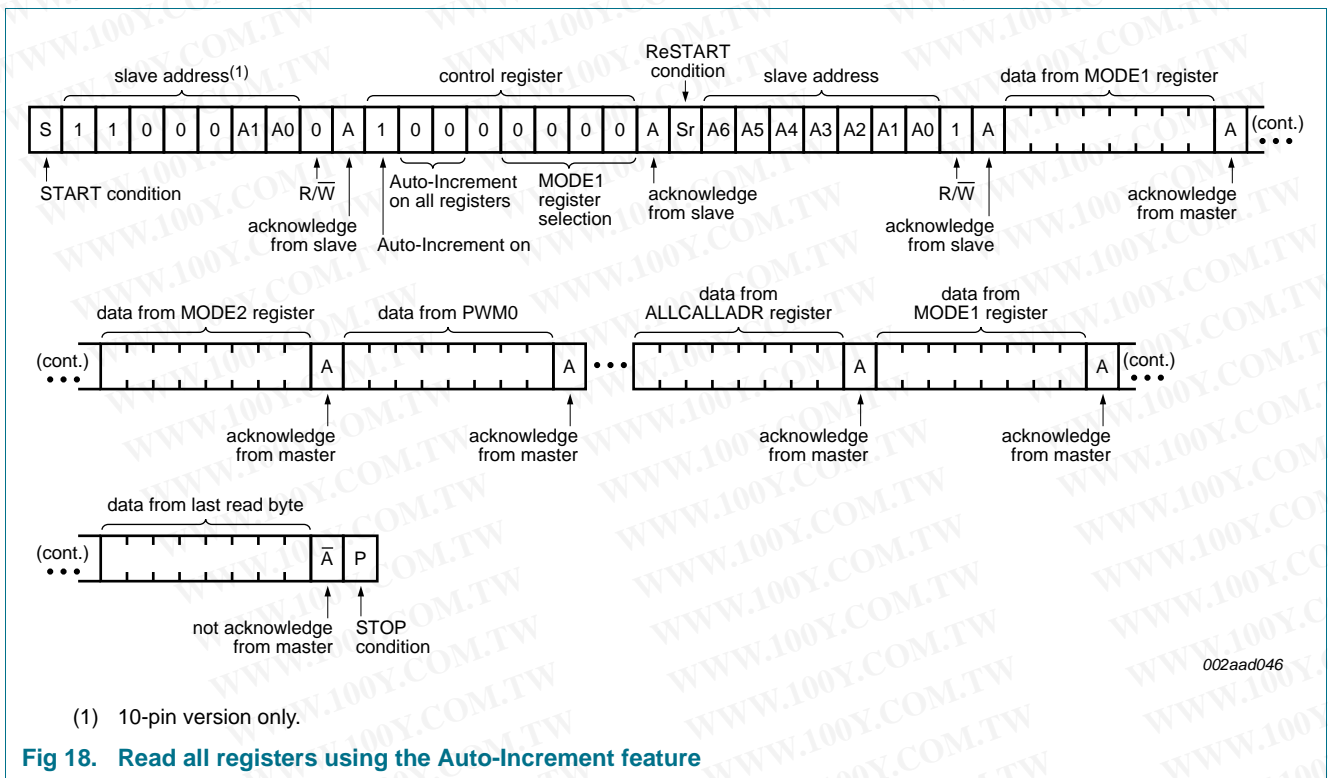 ReSTART
condition
slave address(1) control register slave address data from MODE1 register
S 1 1 0 0 0 A1 A0 0 A 1 0 0 0 0 0 0 0 A Sr A6 A5 A4 A3 A2 A1 A0 1 A A (cont.)
START condition R/W̅ Auto-Increment on all registers MODE1 register selection acknowledge from slave R/W̅ acknowledge from master
acknowledge from slave Auto-Increment on acknowledge from slave
data from MODE2 register data from PWM0 data from ALLCALLADR register data from MODE1 register
(cont.) A A A A (cont.)
acknowledge from master acknowledge from master acknowledge from master acknowledge from master
data from last read byte
(cont.) A̅ P
not acknowledge from master STOP condition
002aad046
(1) 10-pin version only.
Fig 18. Read all registers using the Auto-Increment feature
WWW.100Y.COM.TW